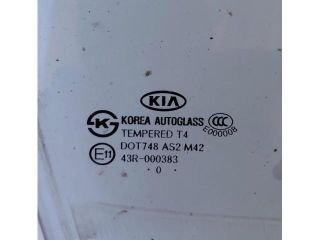 KIA
KOREA AUTOGLASS
TEMPERED T4
E000008
DOT748 AS2 M42
E11
43R-000383
0